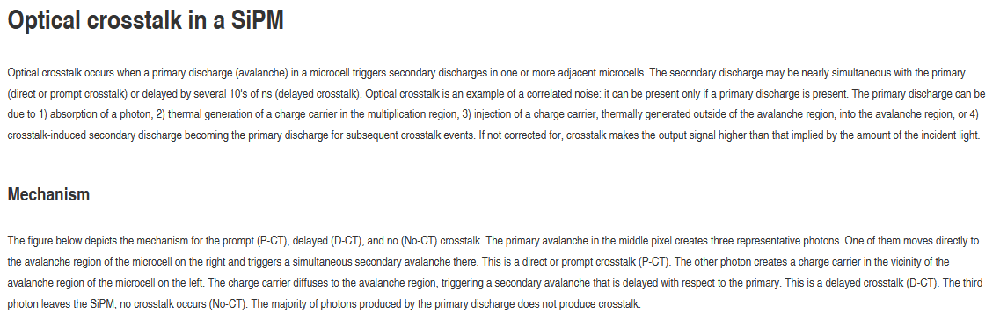 Optical crosstalk in a SiPM
Optical crosstalk occurs when a primary discharge (avalanche) in a microcell triggers secondary discharges in one or more adjacent microcells. The secondary discharge may be nearly simultaneous with the primary
(direct or prompt crosstalk) or delayed by several 10's of ns (delayed crosstalk). Optical crosstalk is an example of a correlated noise: it can be present only if a primary discharge is present. The primary discharge can be
due to 1) absorption of a photon, 2) thermal generation of a charge carrier in the multiplication region, 3) injection of a charge carrier, thermally generated outside of the avalanche region, into the avalanche region, or 4)
crosstalk-induced secondary discharge becoming the primary discharge for subsequent crosstalk events. If not corrected for, crosstalk makes the output signal higher than that implied by the amount of the incident light.
Mechanism
The figure below depicts the mechanism for the prompt (P-CT), delayed (D-CT), and no (No-CT) crosstalk. The primary avalanche in the middle pixel creates three representative photons. One of them moves directly to
the avalanche region of the microcell on the right and triggers a simultaneous secondary avalanche there. This is a direct or prompt crosstalk (P-CT). The other photon creates a charge carrier in the vicinity of the
avalanche region of the microcell on the left. The charge carrier diffuses to the avalanche region, triggering a secondary avalanche that is delayed with respect to the primary. This is a delayed crosstalk (D-CT). The third
photon leaves the SiPM; no crosstalk occurs (No-CT). The majority of photons produced by the primary discharge does not produce crosstalk.